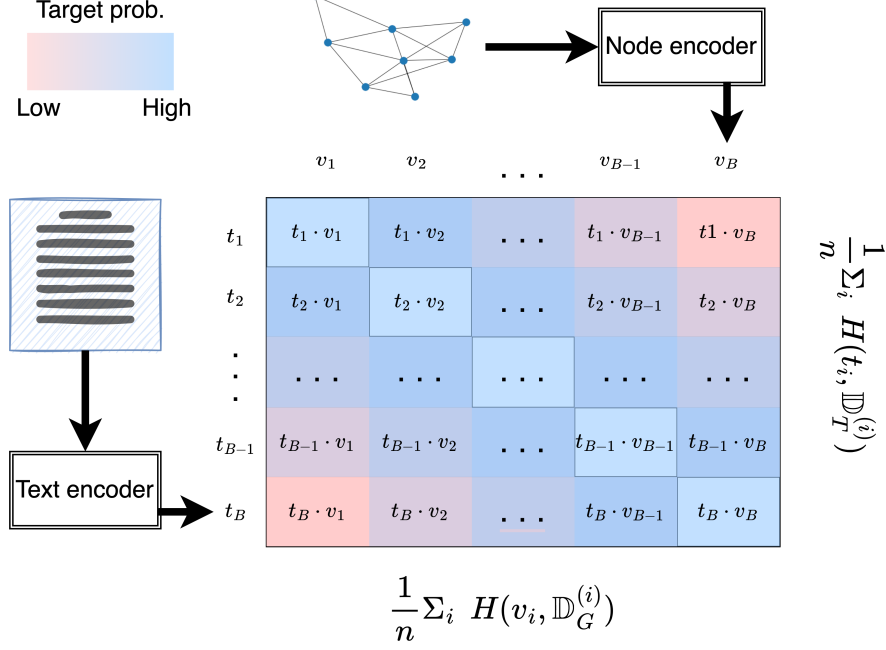 Target prob.
Low High
Node encoder
v_1 v_2 . . . v_{B−1} v_B
t_1 t_1 · v_1 t_1 · v_2 . . . t_1 · v_{B−1} t1 · v_B
t_2 t_2 · v_1 t_2 · v_2 . . . t_2 · v_{B−1} t_2 · v_B
. . . . . . . . . . . . . . . . . .
t_{B−1} t_{B−1} · v_1 t_{B−1} · v_2 . . . t_{B−1} · v_{B−1} t_{B−1} · v_B
t_B t_B · v_1 t_B · v_2 . . . t_B · v_{B−1} t_B · v_B
Text encoder
\frac{1}{n} Σ_i H(t_i, 𝔻_T^{(i)})
\frac{1}{n} Σ_i H(v_i, 𝔻_G^{(i)})